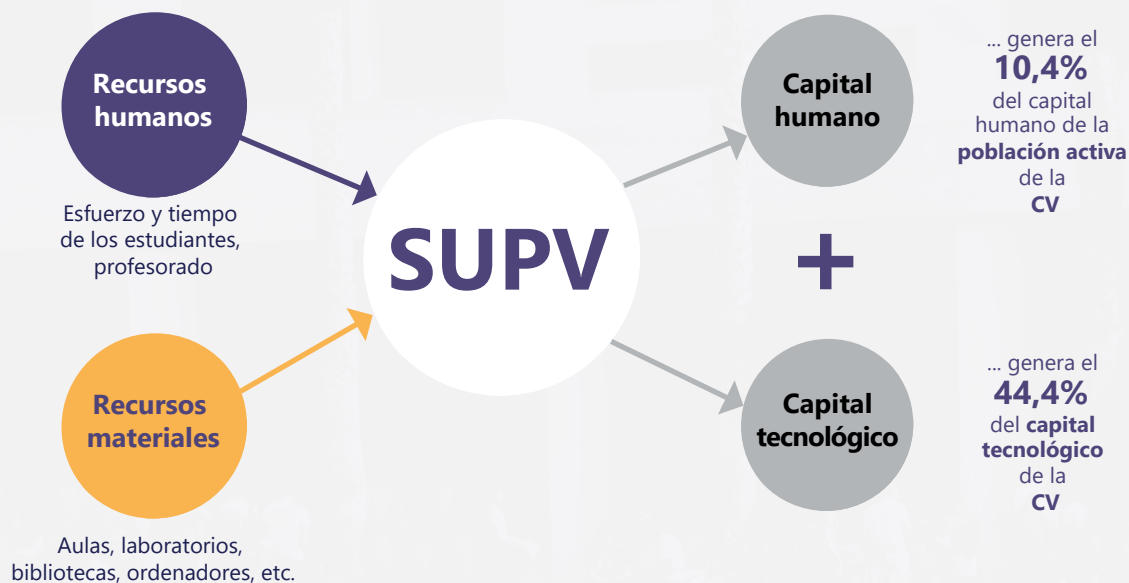 Recursos
humanos
Esfuerzo y tiempo
de los estudiantes,
profesorado
Recursos
materiales
Aulas, laboratorios,
bibliotecas, ordenadores, etc.
SUPV
Capital
humano
+
Capital
tecnológico
... genera el
10,4%
del capital
humano de la
población activa
de la
CV
... genera el
44,4%
del capital
tecnológico
de la
CV